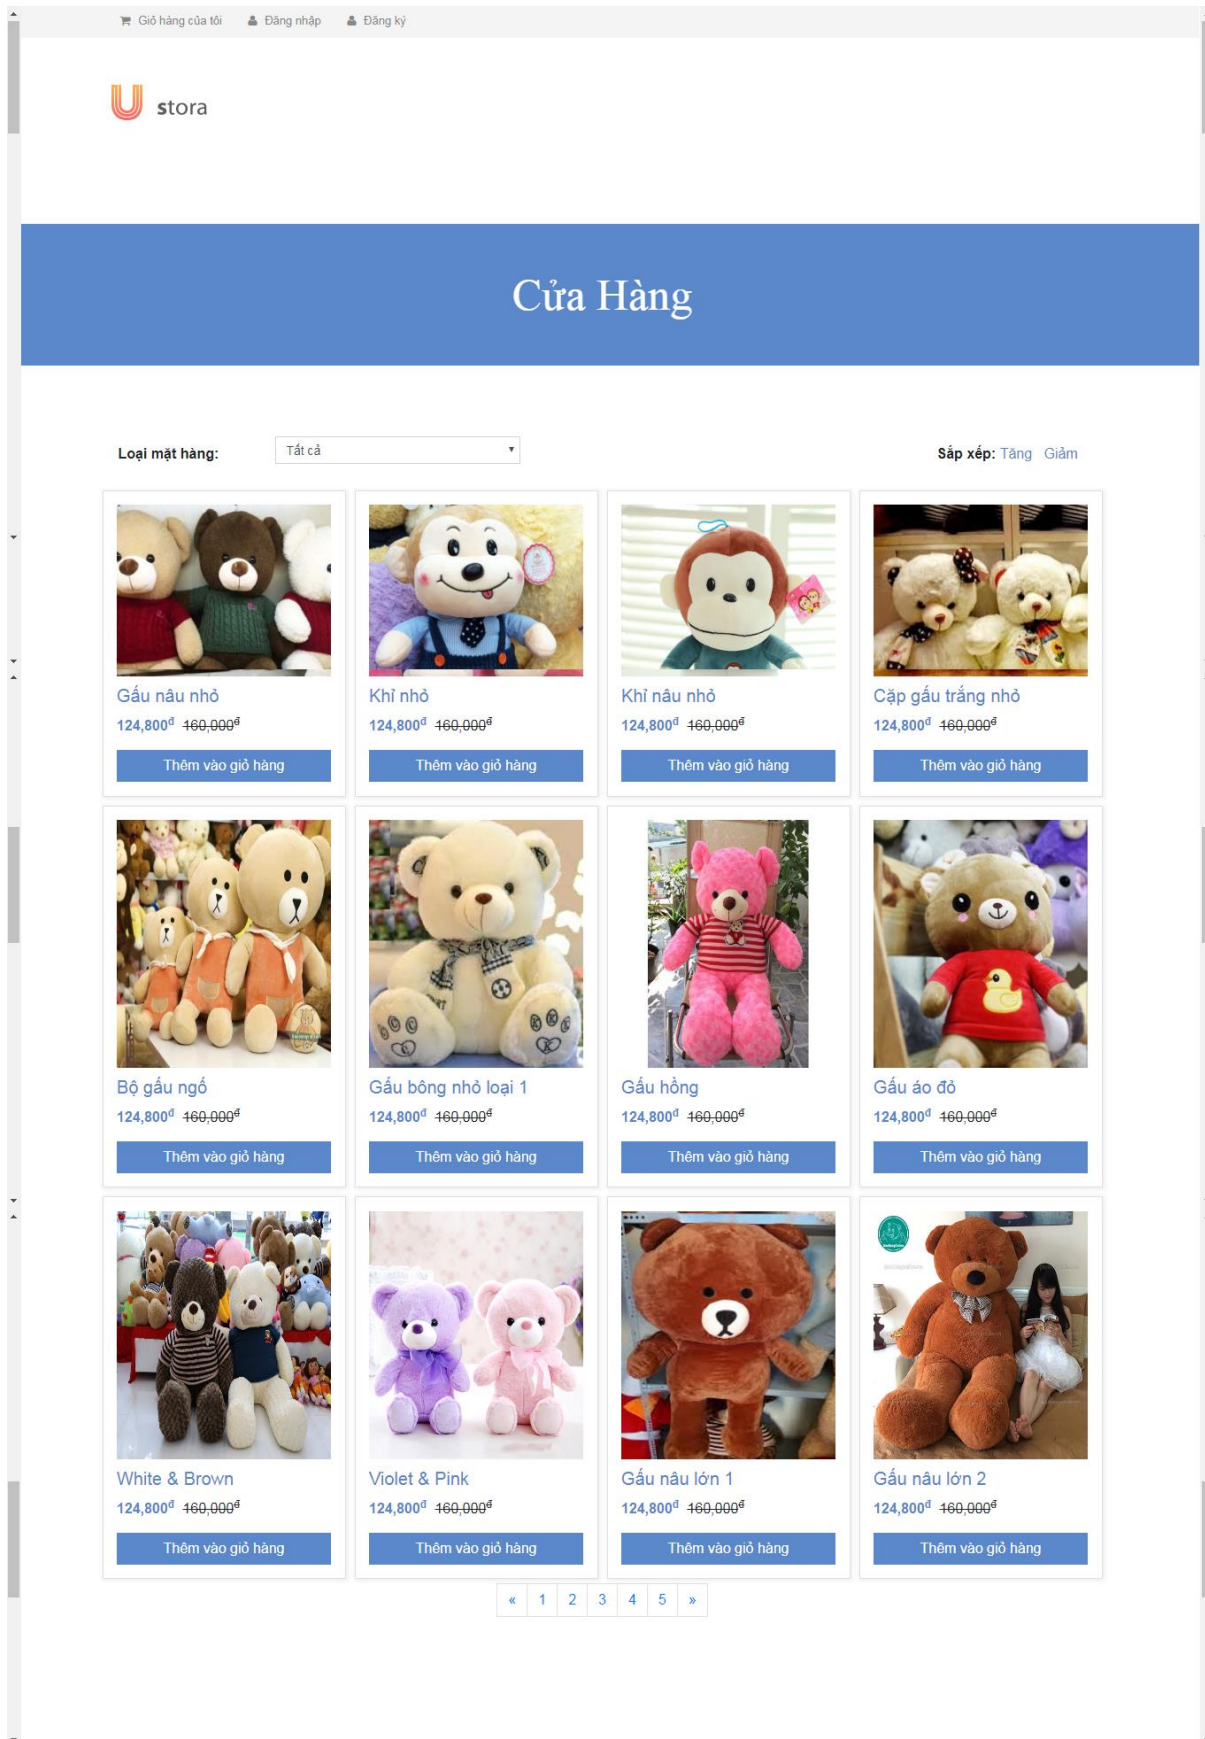 Giỏ hàng của tôi Đăng nhập Đăng ký
U stora
Cửa Hàng
Loại mặt hàng: Tất cả Sắp xếp: Tăng Giảm
Gấu nâu nhỏ Khỉ nhỏ Khỉ nâu nhỏ Cặp gấu trắng nhỏ
124,800đ 160,000đ 124,800đ 160,000đ 124,800đ 160,000đ 124,800đ 160,000đ
Thêm vào giỏ hàng Thêm vào giỏ hàng Thêm vào giỏ hàng Thêm vào giỏ hàng
Bộ gấu ngố Gấu bông nhỏ loại 1 Gấu hồng Gấu áo đỏ
124,800đ 160,000đ 124,800đ 160,000đ 124,800đ 160,000đ 124,800đ 160,000đ
Thêm vào giỏ hàng Thêm vào giỏ hàng Thêm vào giỏ hàng Thêm vào giỏ hàng
White & Brown Violet & Pink Gấu nâu lớn 1 Gấu nâu lớn 2
124,800đ 160,000đ 124,800đ 160,000đ 124,800đ 160,000đ 124,800đ 160,000đ
Thêm vào giỏ hàng Thêm vào giỏ hàng Thêm vào giỏ hàng Thêm vào giỏ hàng
« 1 2 3 4 5 »